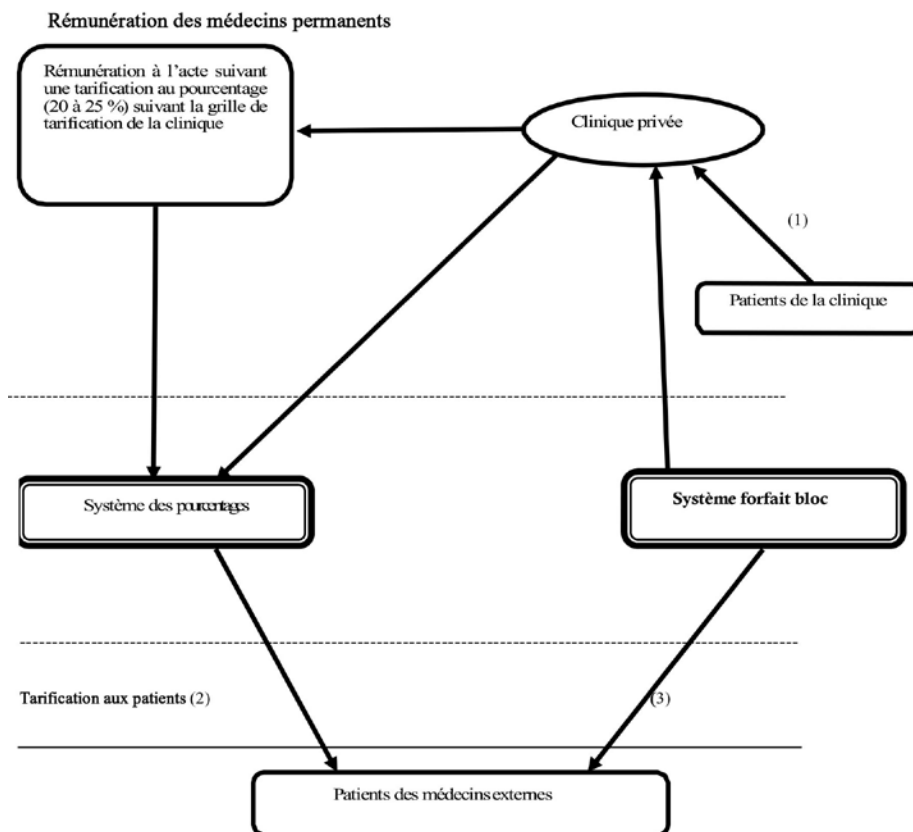 Rémunération des médecins permanents
Rémunération à l'acte suivant
une tarification au pourcentage
(20 à 25 %) suivant la grille de
tarification de la clinique
Clinique privée
(1)
Patients de la clinique
Système des pourcentages
Système forfait bloc
Tarification aux patients (2)
(3)
Patients des médecins externes